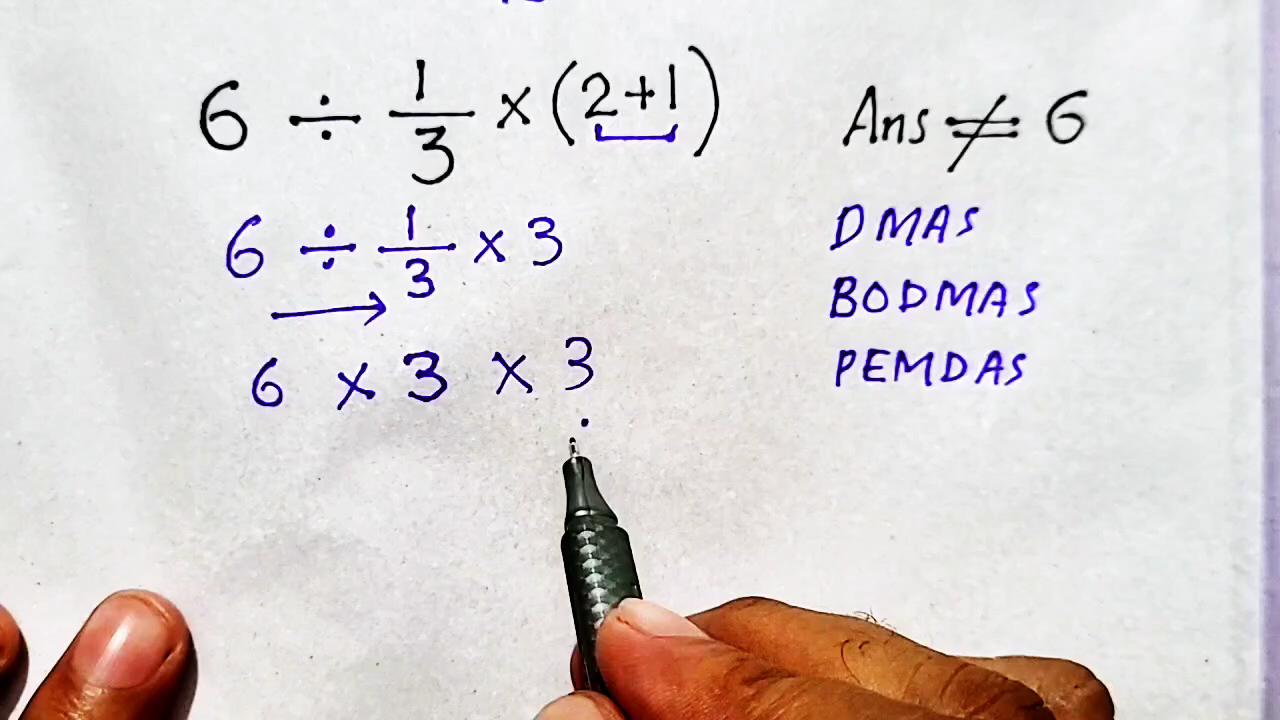 6 ÷ 1/3 × (2+1)
Ans ≠ 6
6 ÷ 1/3 × 3
6 × 3 × 3
DMAS
BODMAS
PEMDAS